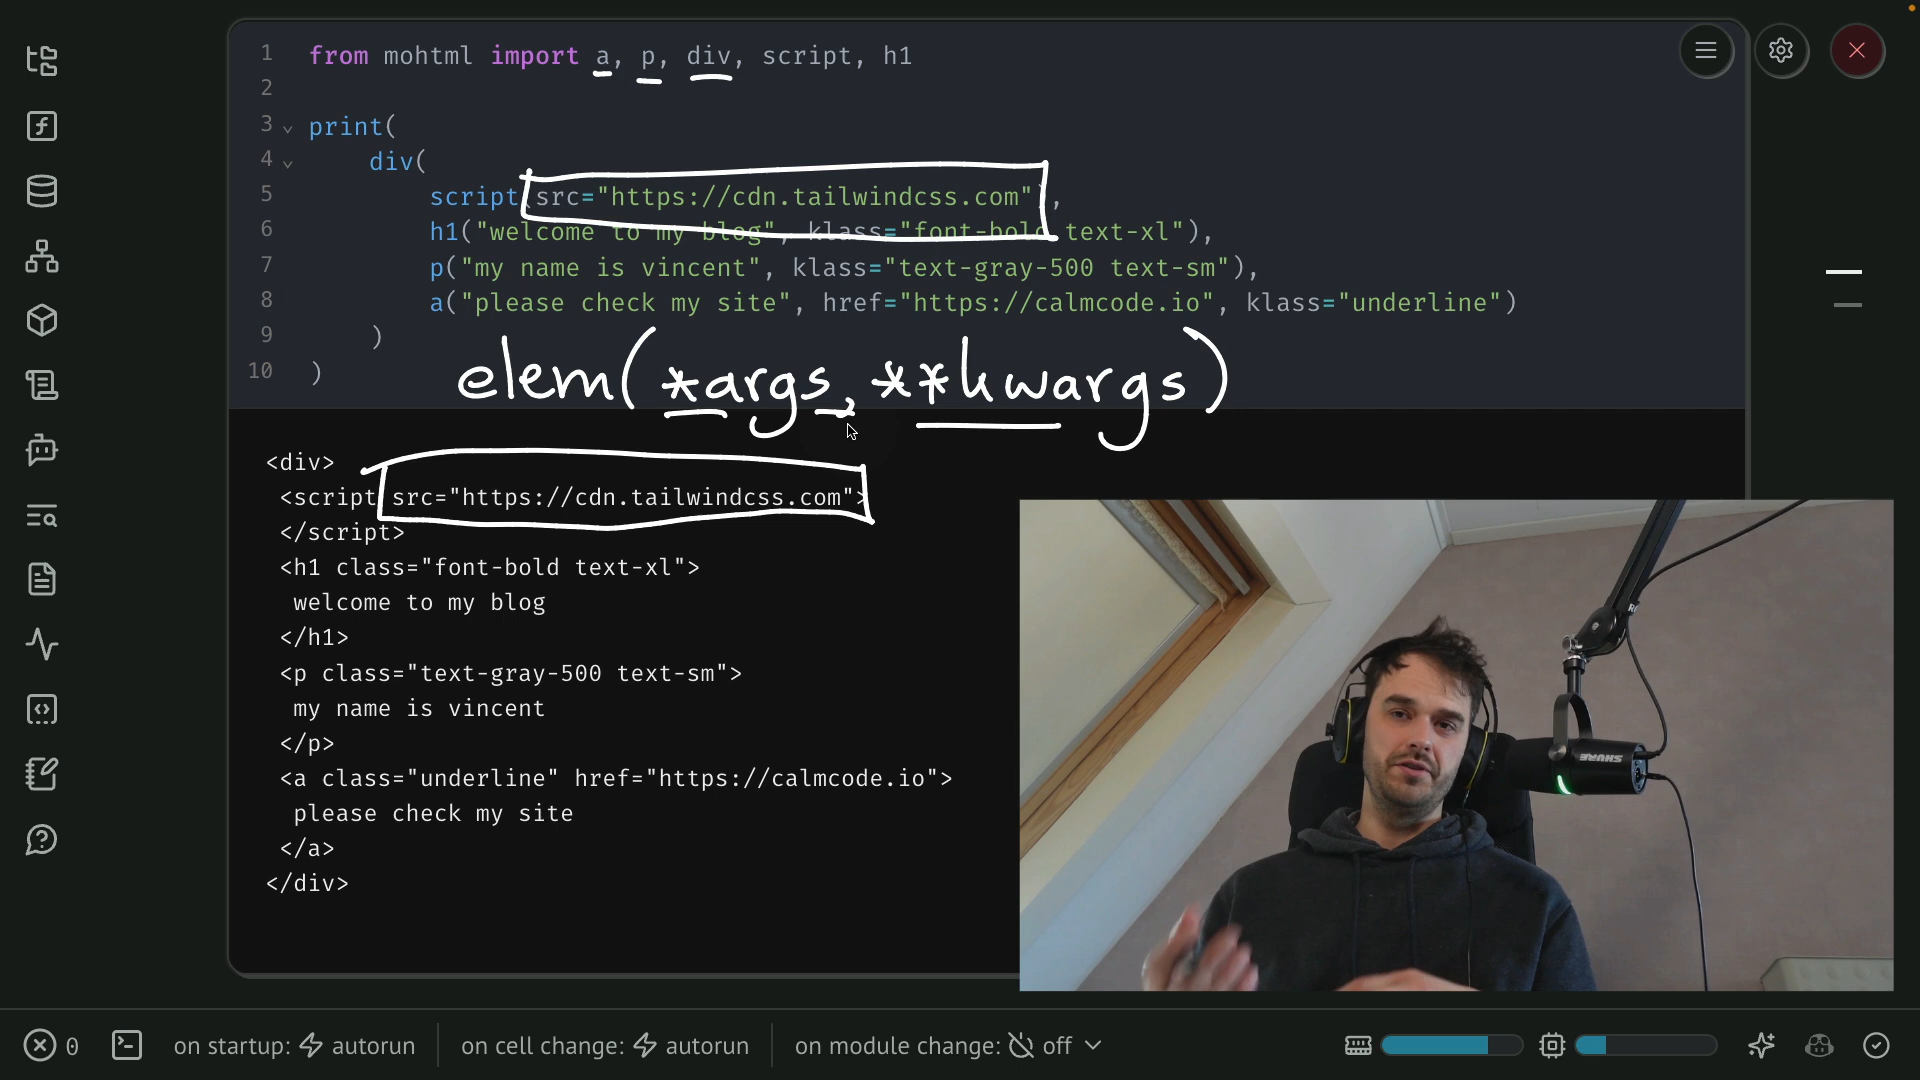 1 from mohtml import a, p, div, script, h1
2
3 print(
4 div(
5 script(src="https://cdn.tailwindcss.com"),
6 h1("welcome to my blog", klass="font-bold text-xl"),
7 p("my name is vincent", klass="text-gray-500 text-sm"),
8 a("please check my site", href="https://calmcode.io", klass="underline")
9 )
10 )
elem(*args, **kwargs)
<div>
<script src="https://cdn.tailwindcss.com">
</script>
<h1 class="font-bold text-xl">
welcome to my blog
</h1>
<p class="text-gray-500 text-sm">
my name is vincent
</p>
<a class="underline" href="https://calmcode.io">
please check my site
</a>
</div>
SHURE
0 on startup: autorun on cell change: autorun on module change: off